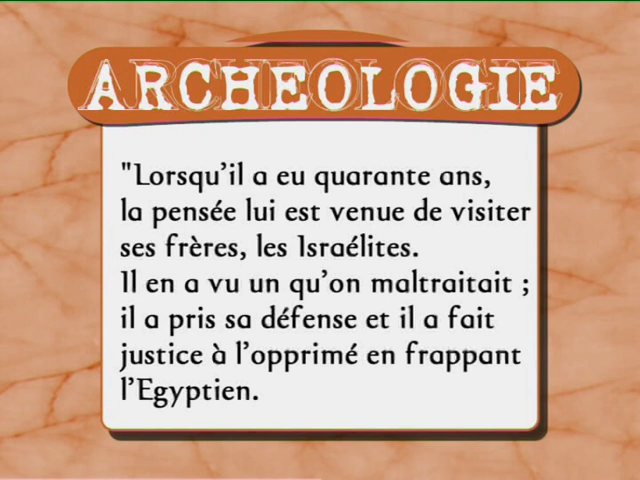 ARCHEOLOGIE
"Lorsqu'il a eu quarante ans,
la pensée lui est venue de visiter
ses frères, les Israélites.
Il en a vu un qu'on maltraitait ;
il a pris sa défense et il a fait
justice à l'opprimé en frappant
l'Egyptien.